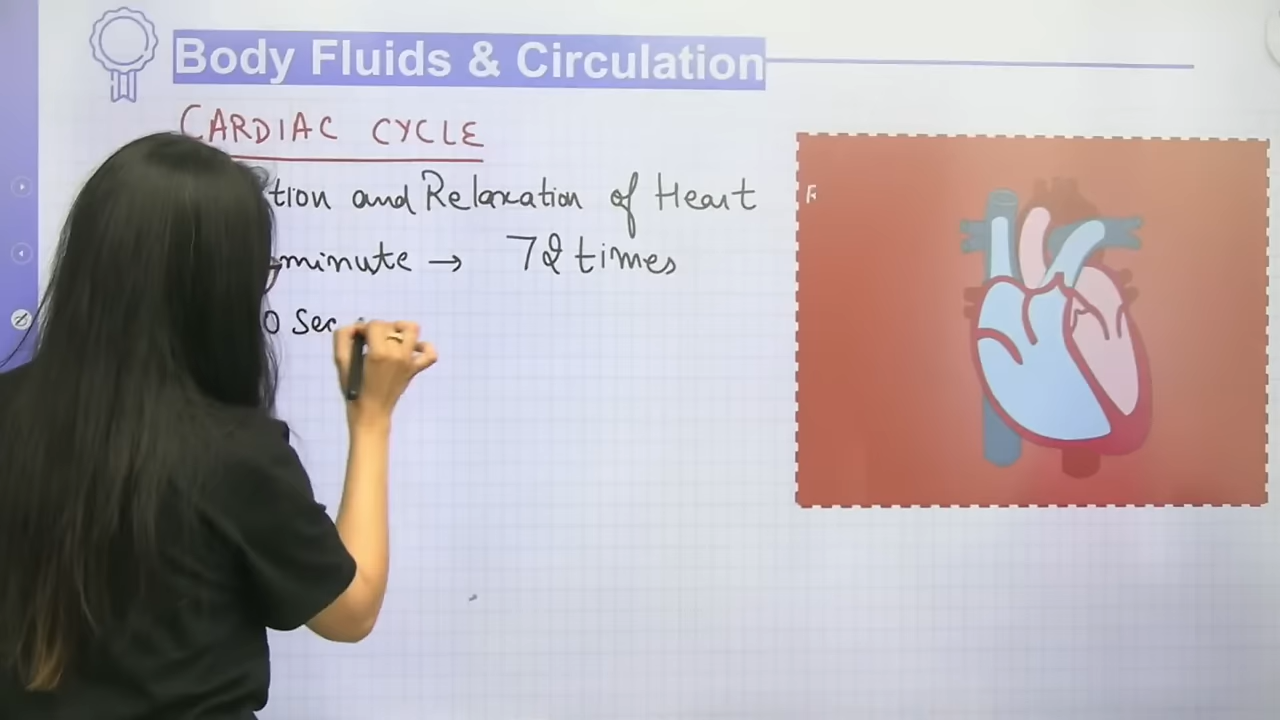 Body Fluids & Circulation
CARDIAC CYCLE
tion and Relaxation of Heart
minute → 72 times
0 Sec